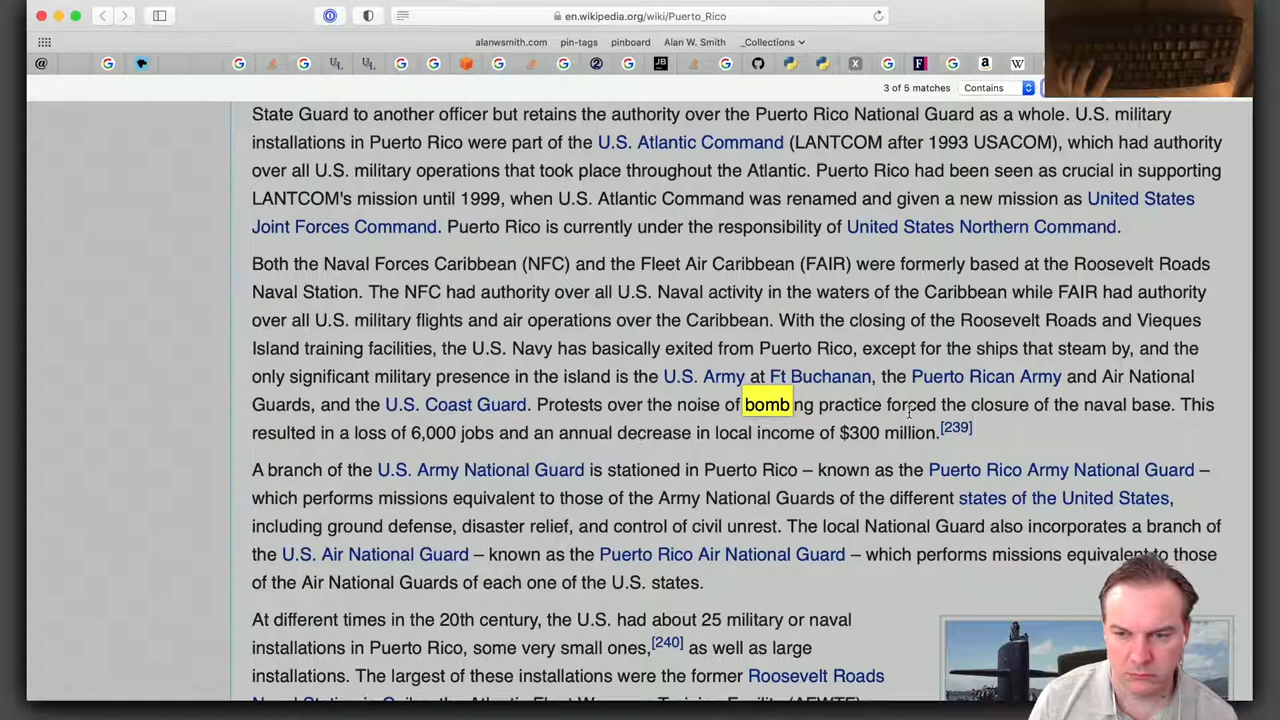 en.wikipedia.org/wiki/Puerto_Rico
alanwsmith.com pin-tags pinboard Alan W. Smith _Collections
3 of 5 matches Contains
State Guard to another officer but retains the authority over the Puerto Rico National Guard as a whole. U.S. military
installations in Puerto Rico were part of the U.S. Atlantic Command (LANTCOM after 1993 USACOM), which had authority
over all U.S. military operations that took place throughout the Atlantic. Puerto Rico had been seen as crucial in supporting
LANTCOM's mission until 1999, when U.S. Atlantic Command was renamed and given a new mission as United States
Joint Forces Command. Puerto Rico is currently under the responsibility of United States Northern Command.
Both the Naval Forces Caribbean (NFC) and the Fleet Air Caribbean (FAIR) were formerly based at the Roosevelt Roads
Naval Station. The NFC had authority over all U.S. Naval activity in the waters of the Caribbean while FAIR had authority
over all U.S. military flights and air operations over the Caribbean. With the closing of the Roosevelt Roads and Vieques
Island training facilities, the U.S. Navy has basically exited from Puerto Rico, except for the ships that steam by, and the
only significant military presence in the island is the U.S. Army at Ft Buchanan, the Puerto Rican Army and Air National
Guards, and the U.S. Coast Guard. Protests over the noise of bombng practice forced the closure of the naval base. This
resulted in a loss of 6,000 jobs and an annual decrease in local income of $300 million.[239]
A branch of the U.S. Army National Guard is stationed in Puerto Rico – known as the Puerto Rico Army National Guard –
which performs missions equivalent to those of the Army National Guards of the different states of the United States,
including ground defense, disaster relief, and control of civil unrest. The local National Guard also incorporates a branch of
the U.S. Air National Guard – known as the Puerto Rico Air National Guard – which performs missions equivalent to those
of the Air National Guards of each one of the U.S. states.
At different times in the 20th century, the U.S. had about 25 military or naval
installations in Puerto Rico, some very small ones,[240] as well as large
installations. The largest of these installations were the former Roosevelt Roads